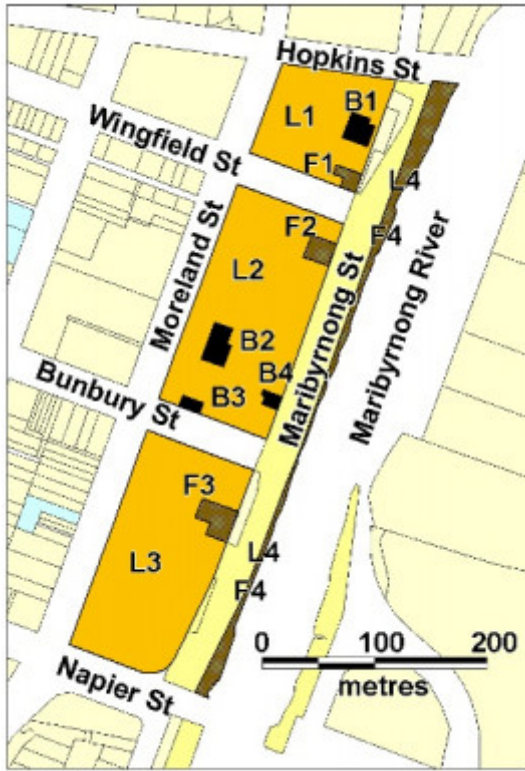 Hopkins St
B1
L1
Wingfield St
F1
L4
F2
F4
Moreland St
L2
Maribyrnong St
Maribyrnong River
B2
B4
B3
Bunbury St
F3
L3
L4
F4
0 100 200
metres
Napier St